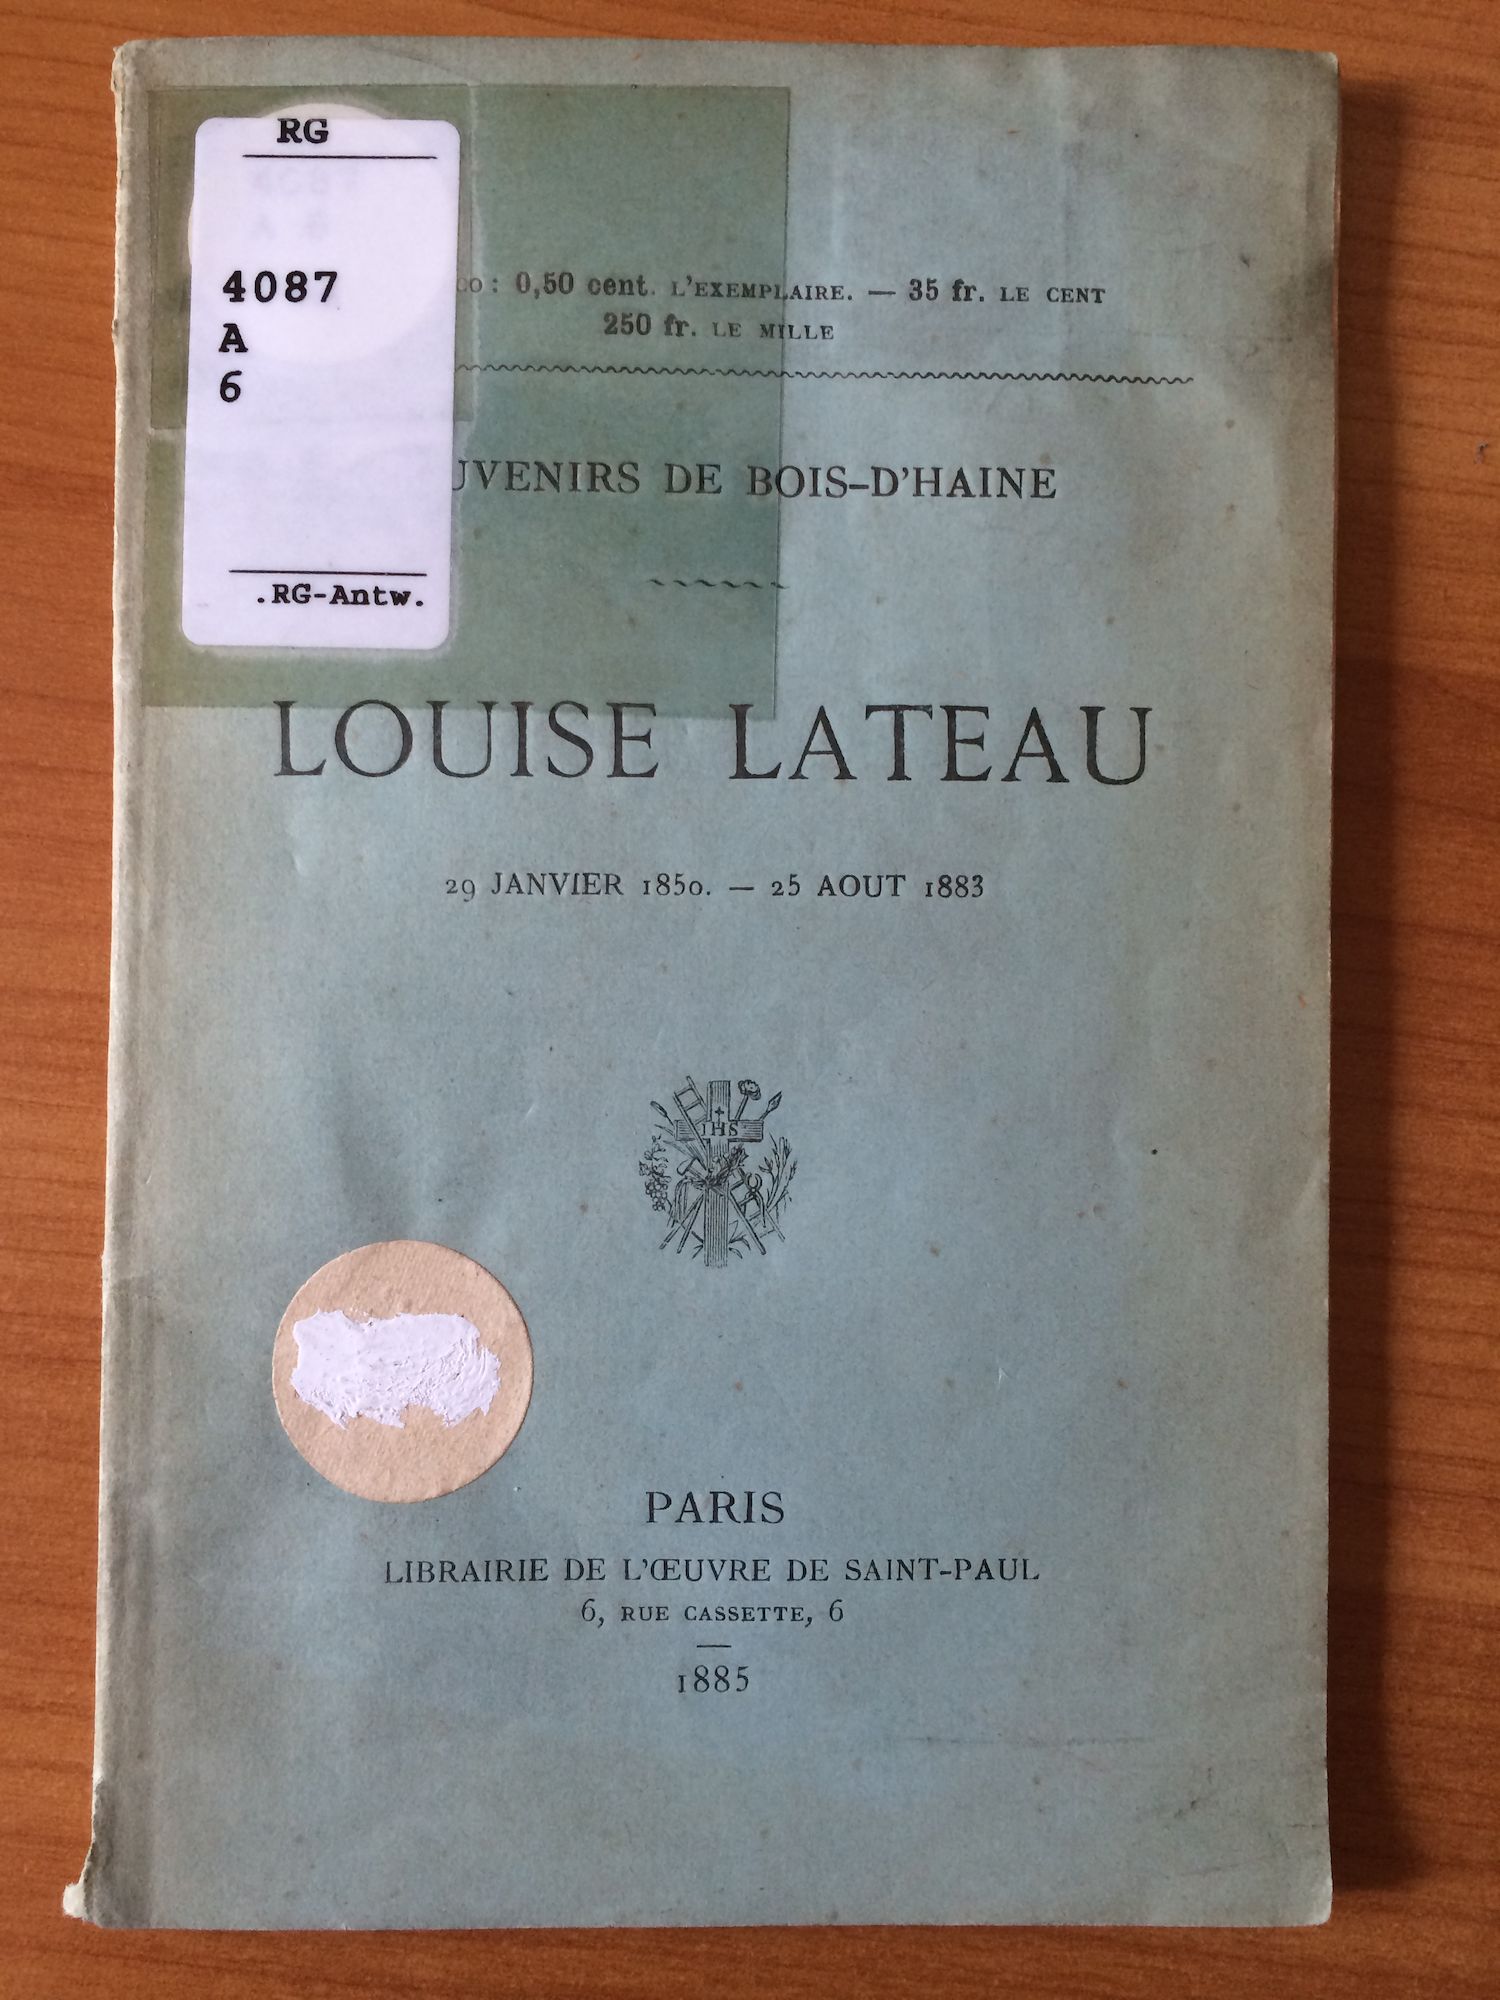 RG
4087
A
6
.RG-Antw.
: 0,50 cent. L'EXEMPLAIRE. — 35 fr. LE CENT
250 fr. LE MILLE
UVENIRS DE BOIS-D'HAINE
LOUISE LATEAU
29 JANVIER 1850. — 25 AOUT 1883
IHS
PARIS
LIBRAIRIE DE L'ŒUVRE DE SAINT-PAUL
6, RUE CASSETTE, 6
1885